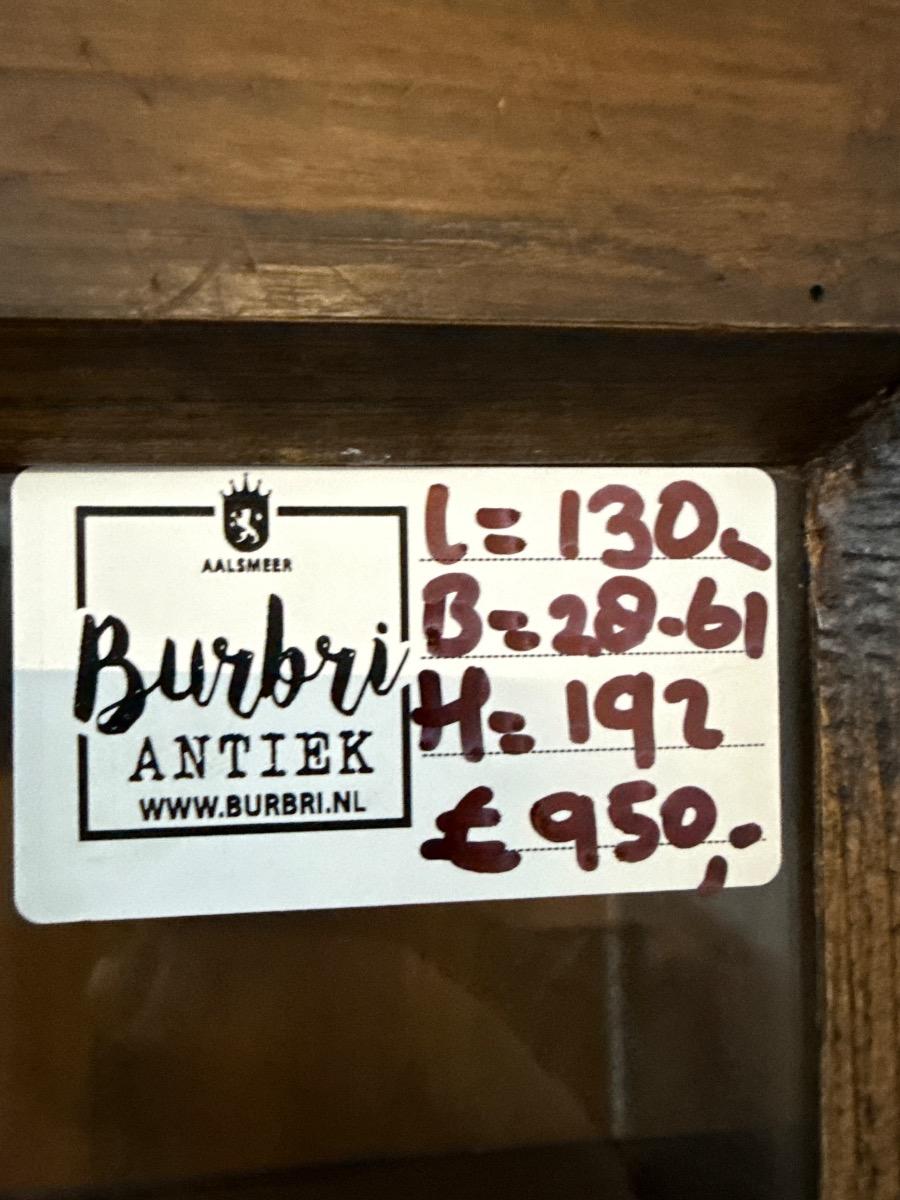 AALSMEER
Burbri
ANTIEK
WWW.BURBRI.NL
L= 130,-
B= 28-61
H= 192
€ 950,-